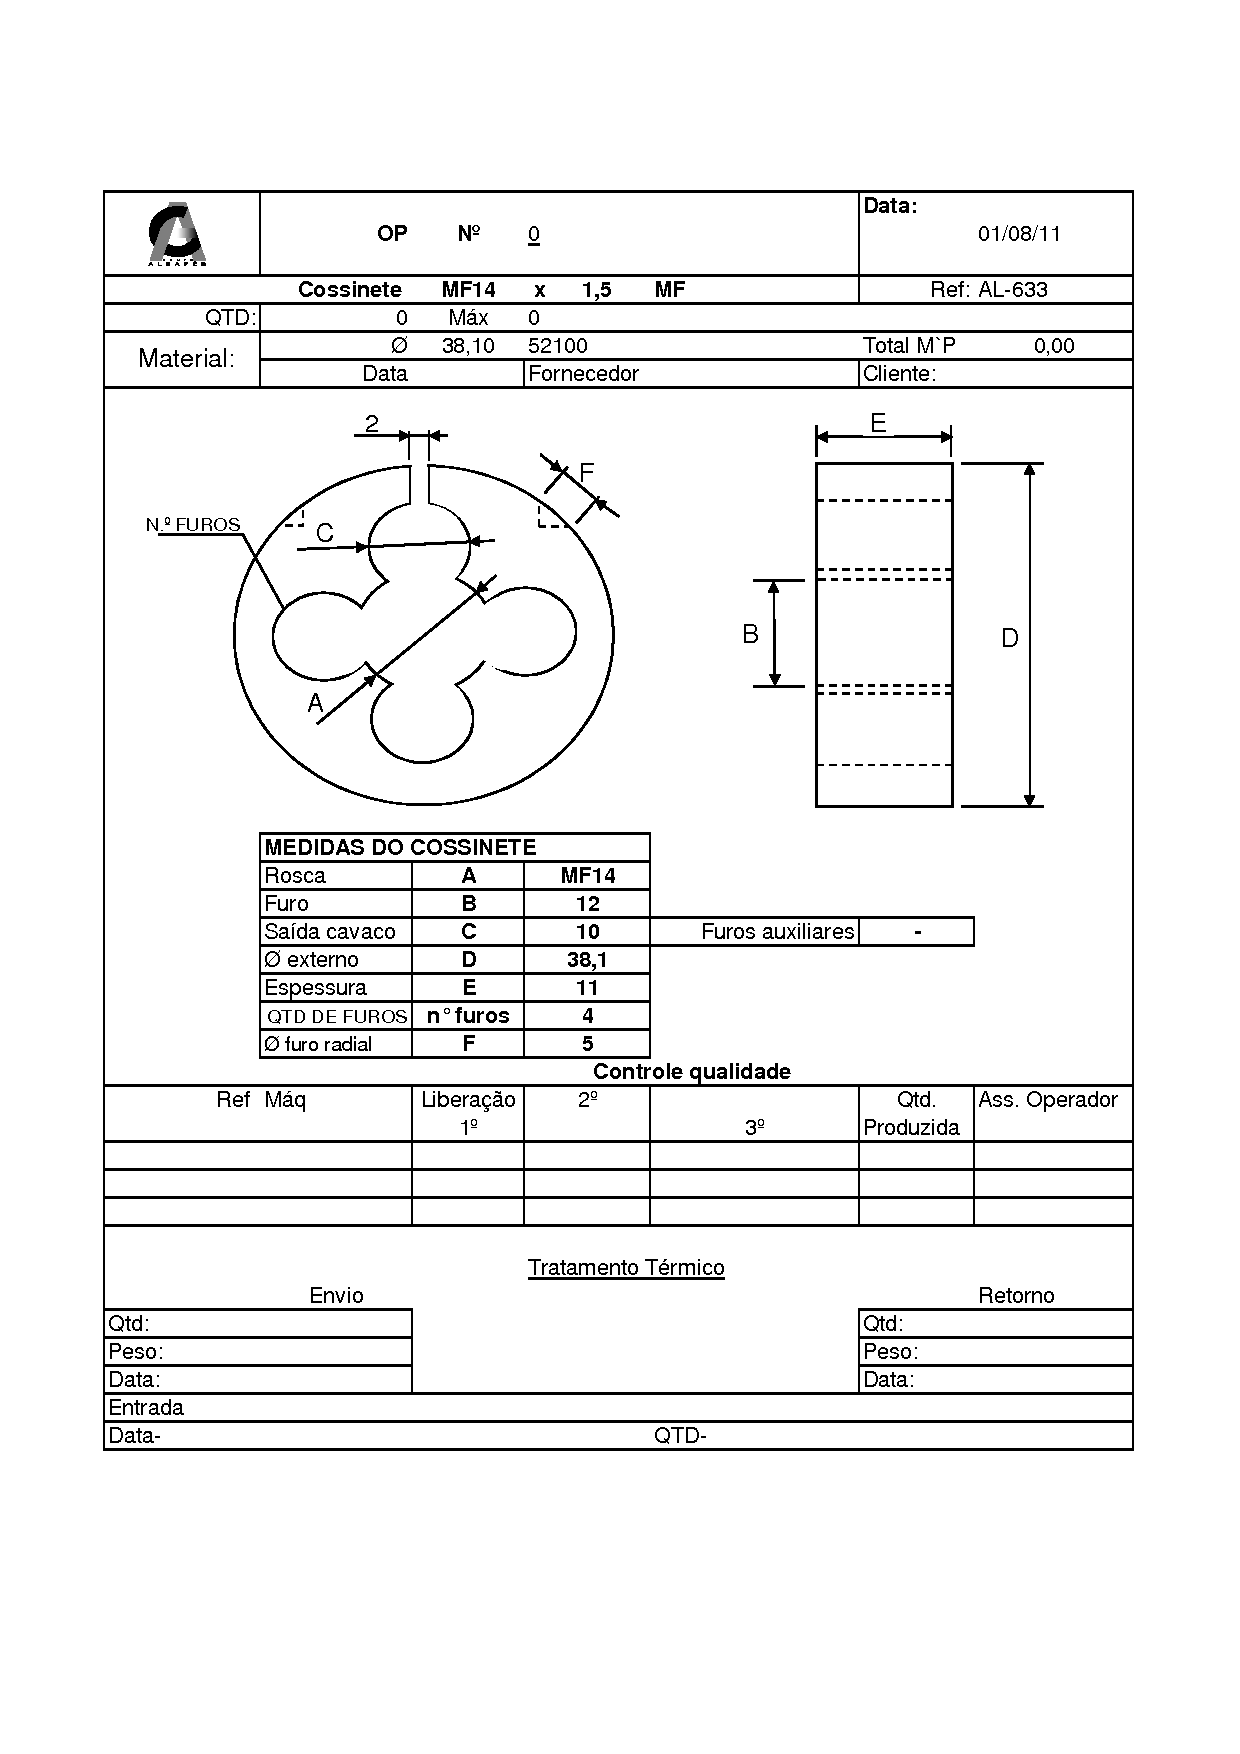 GRUPO
ALBAFER
OP Nº 0
Data:
01/08/11
Cossinete MF14 x 1,5 MF
Ref: AL-633
QTD: 0 Máx 0
Material:
Ø 38,10 52100 Total M`P 0,00
Data Fornecedor Cliente:
2
F
E
N.º FUROS
C
B
D
A
MEDIDAS DO COSSINETE
Rosca A MF14
Furo B 12
Saída cavaco C 10 Furos auxiliares -
Ø externo D 38,1
Espessura E 11
QTD DE FUROS n° furos 4
Ø furo radial F 5
Controle qualidade
Ref Máq Liberação 2º Qtd. Ass. Operador
1º 3º Produzida
Tratamento Térmico
Envio Retorno
Qtd: Qtd:
Peso: Peso:
Data: Data:
Entrada
Data- QTD-